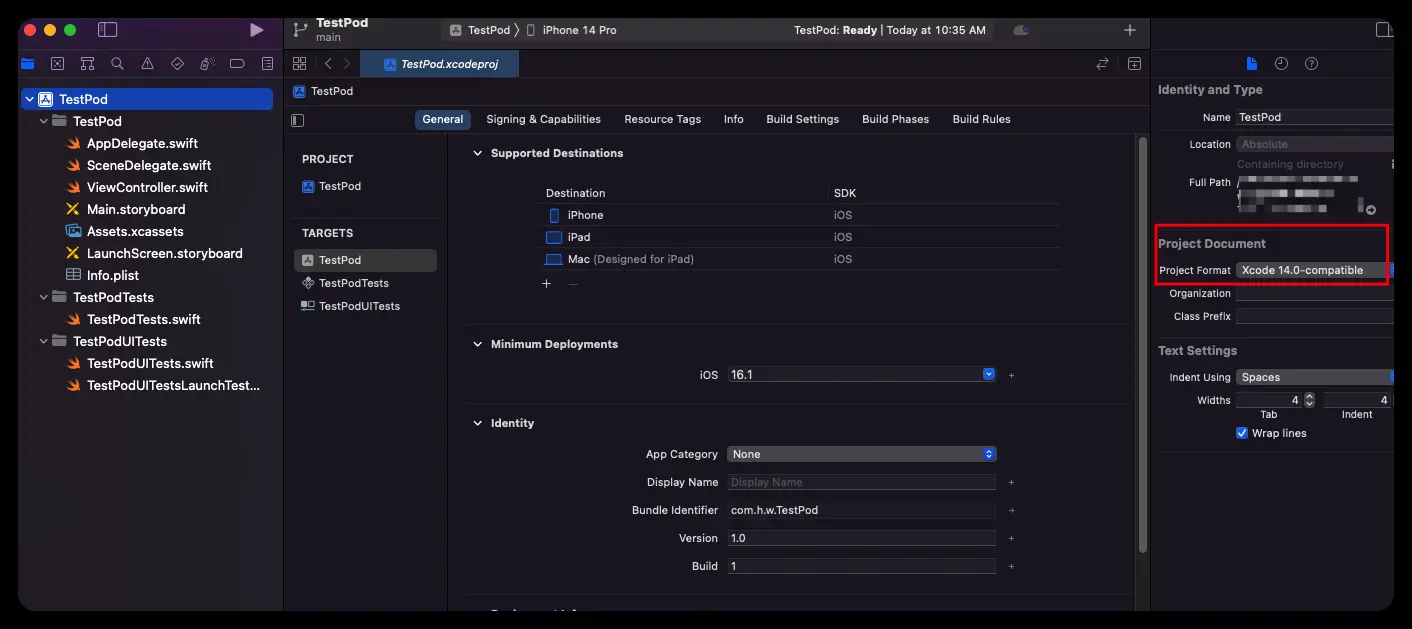 TestPod
main
TestPod
iPhone 14 Pro
TestPod: Ready | Today at 10:35 AM
TestPod.xcodeproj
TestPod
TestPod
TestPod
AppDelegate.swift
SceneDelegate.swift
ViewController.swift
Main.storyboard
Assets.xcassets
LaunchScreen.storyboard
Info.plist
TestPodTests
TestPodTests.swift
TestPodUITests
TestPodUITests.swift
TestPodUITestsLaunchTest...
General Signing & Capabilities Resource Tags Info Build Settings Build Phases Build Rules
PROJECT
TestPod
TARGETS
TestPod
TestPodTests
TestPodUITests
Supported Destinations
Destination SDK
iPhone iOS
iPad iOS
Mac (Designed for iPad) iOS
Minimum Deployments
iOS 16.1
Identity
App Category None
Display Name Display Name
Bundle Identifier com.h.w.TestPod
Version 1.0
Build 1
Identity and Type
Name TestPod
Location Absolute
Containing directory
Full Path
Project Document
Project Format Xcode 14.0-compatible
Organization
Class Prefix
Text Settings
Indent Using Spaces
Widths 4 4
Tab Indent
Wrap lines